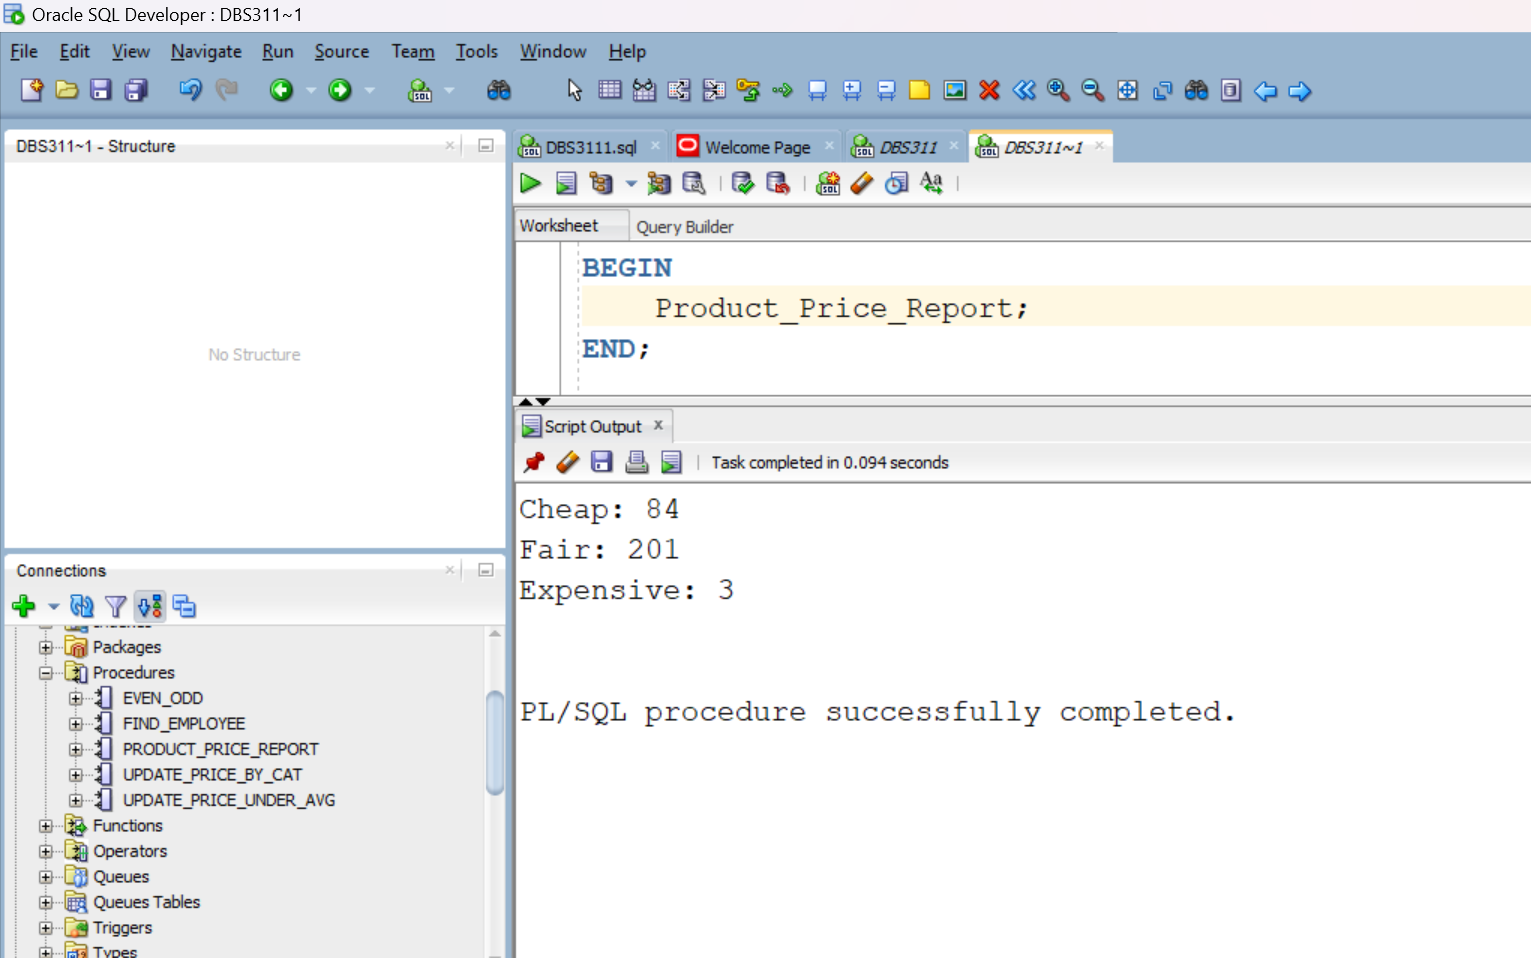 Oracle SQL Developer : DBS311~1
File Edit View Navigate Run Source Team Tools Window Help
DBS311~1 - Structure
No Structure
DBS3111.sql
Welcome Page
DBS311
DBS311~1
Worksheet
Query Builder
BEGIN
Product_Price_Report;
END;
Script Output
Task completed in 0.094 seconds
Cheap: 84
Fair: 201
Expensive: 3
PL/SQL procedure successfully completed.
Connections
Packages
Procedures
EVEN_ODD
FIND_EMPLOYEE
PRODUCT_PRICE_REPORT
UPDATE_PRICE_BY_CAT
UPDATE_PRICE_UNDER_AVG
Functions
Operators
Queues
Queues Tables
Triggers
Types